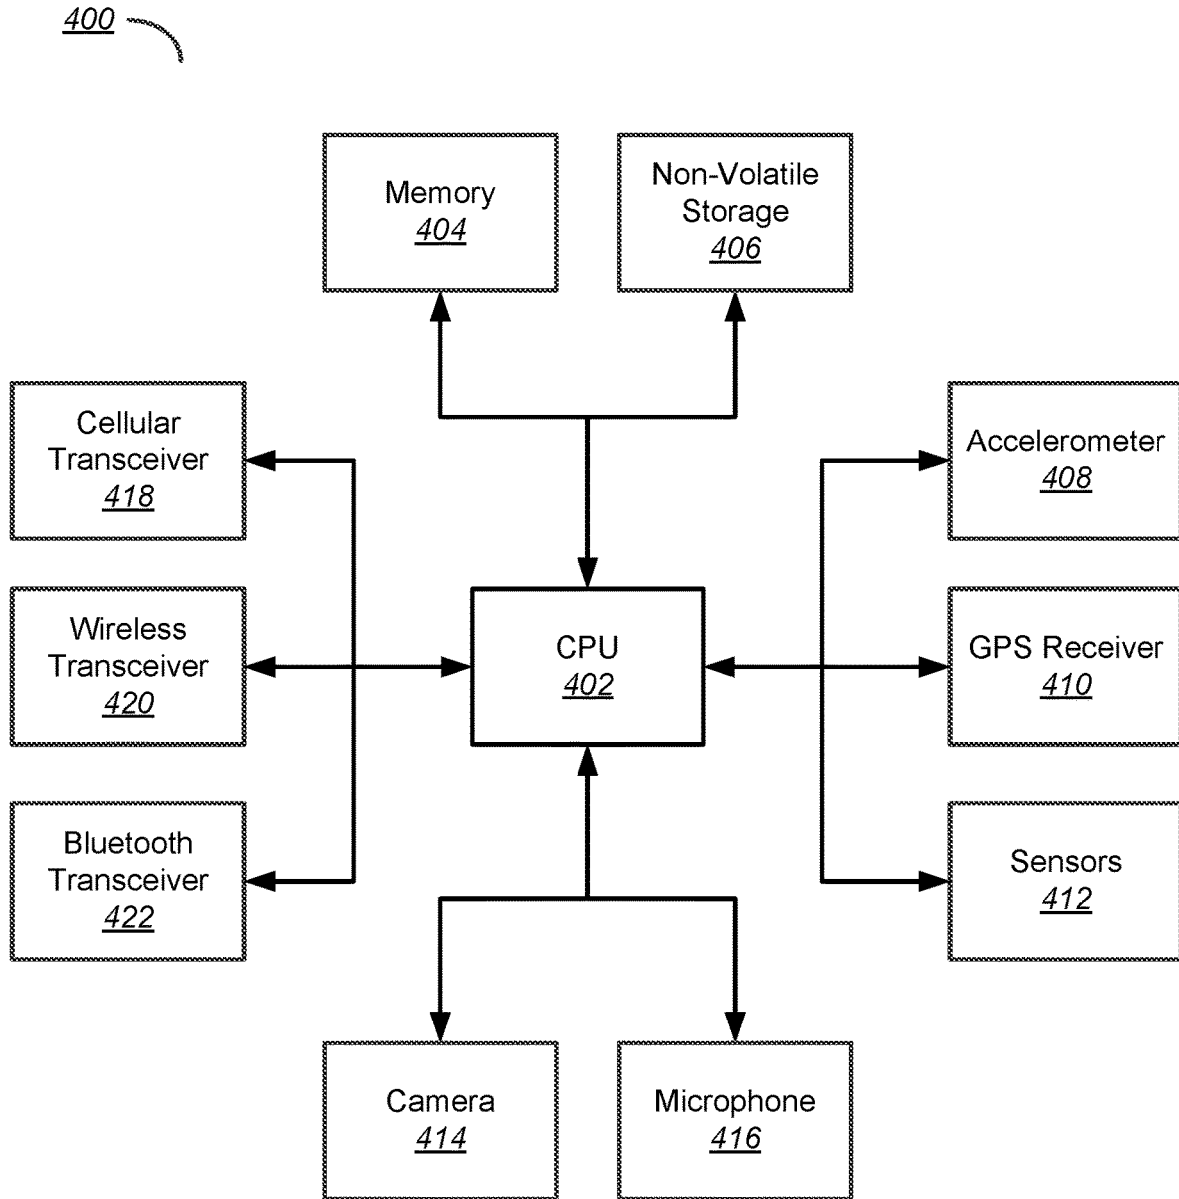 400
Memory
404
Non-Volatile
Storage
406
Cellular
Transceiver
418
Accelerometer
408
Wireless
Transceiver
420
CPU
402
GPS Receiver
410
Bluetooth
Transceiver
422
Sensors
412
Camera
414
Microphone
416